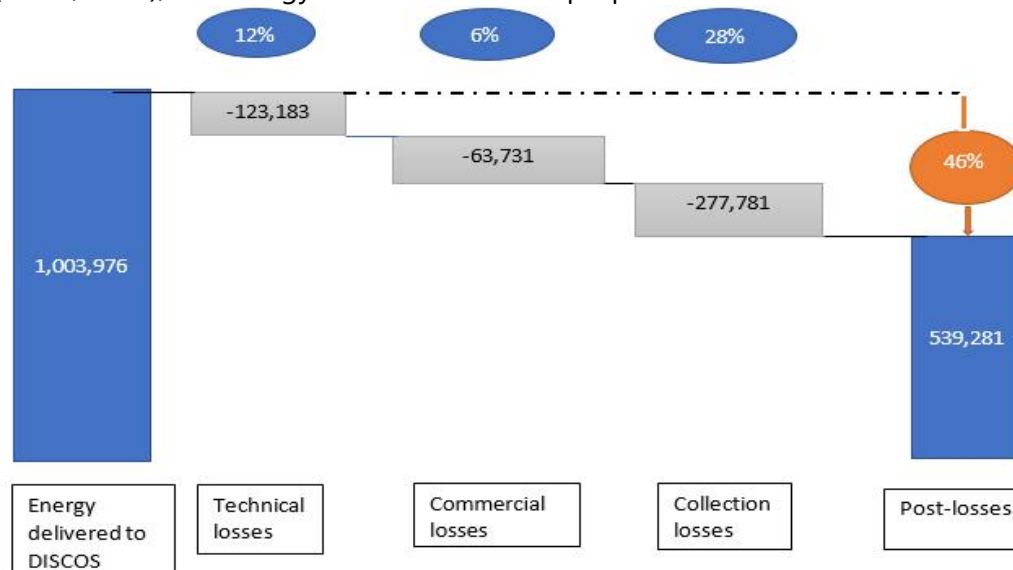 12%
6%
28%
-123,183
-63,731
-277,781
46%
1,003,976
539,281
Energy
delivered to
DISCOS
Technical
losses
Commercial
losses
Collection
losses
Post-losses